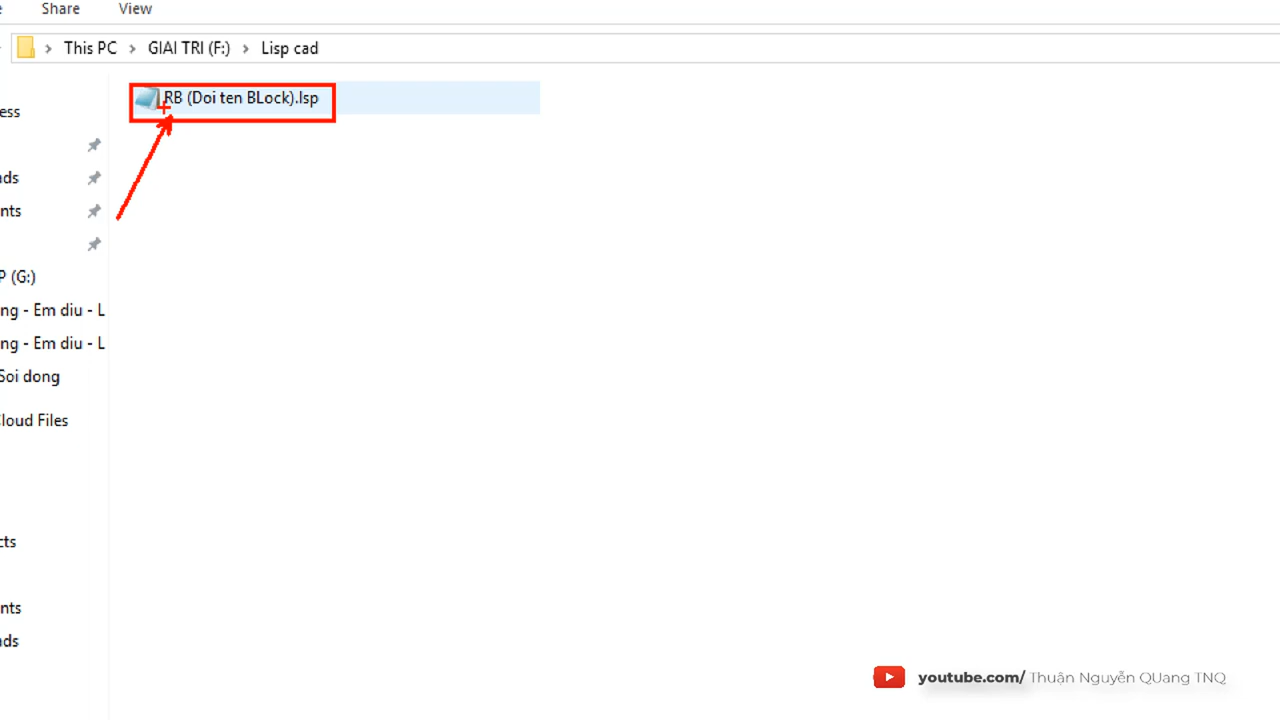 Share View
This PC > GIAI TRI (F:) > Lisp cad
RB (Doi ten BLock).lsp
ess
ads
nts
P (G:)
ng - Em diu - L
ng - Em diu - L
Soi dong
Cloud Files
cts
nts
ads
youtube.com/ Thuận Nguyễn QUang TNQ